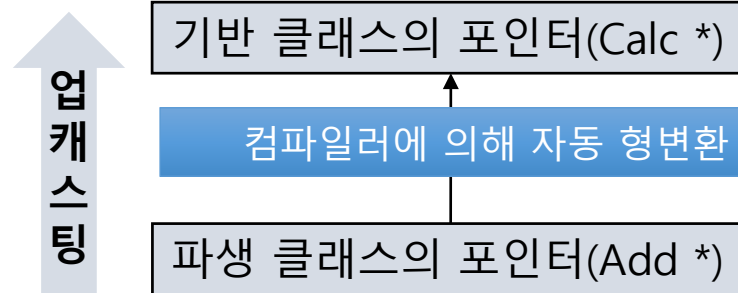 업캐스팅
기반 클래스의 포인터(Calc *)
컴파일러에 의해 자동 형변환
파생 클래스의 포인터(Add *)